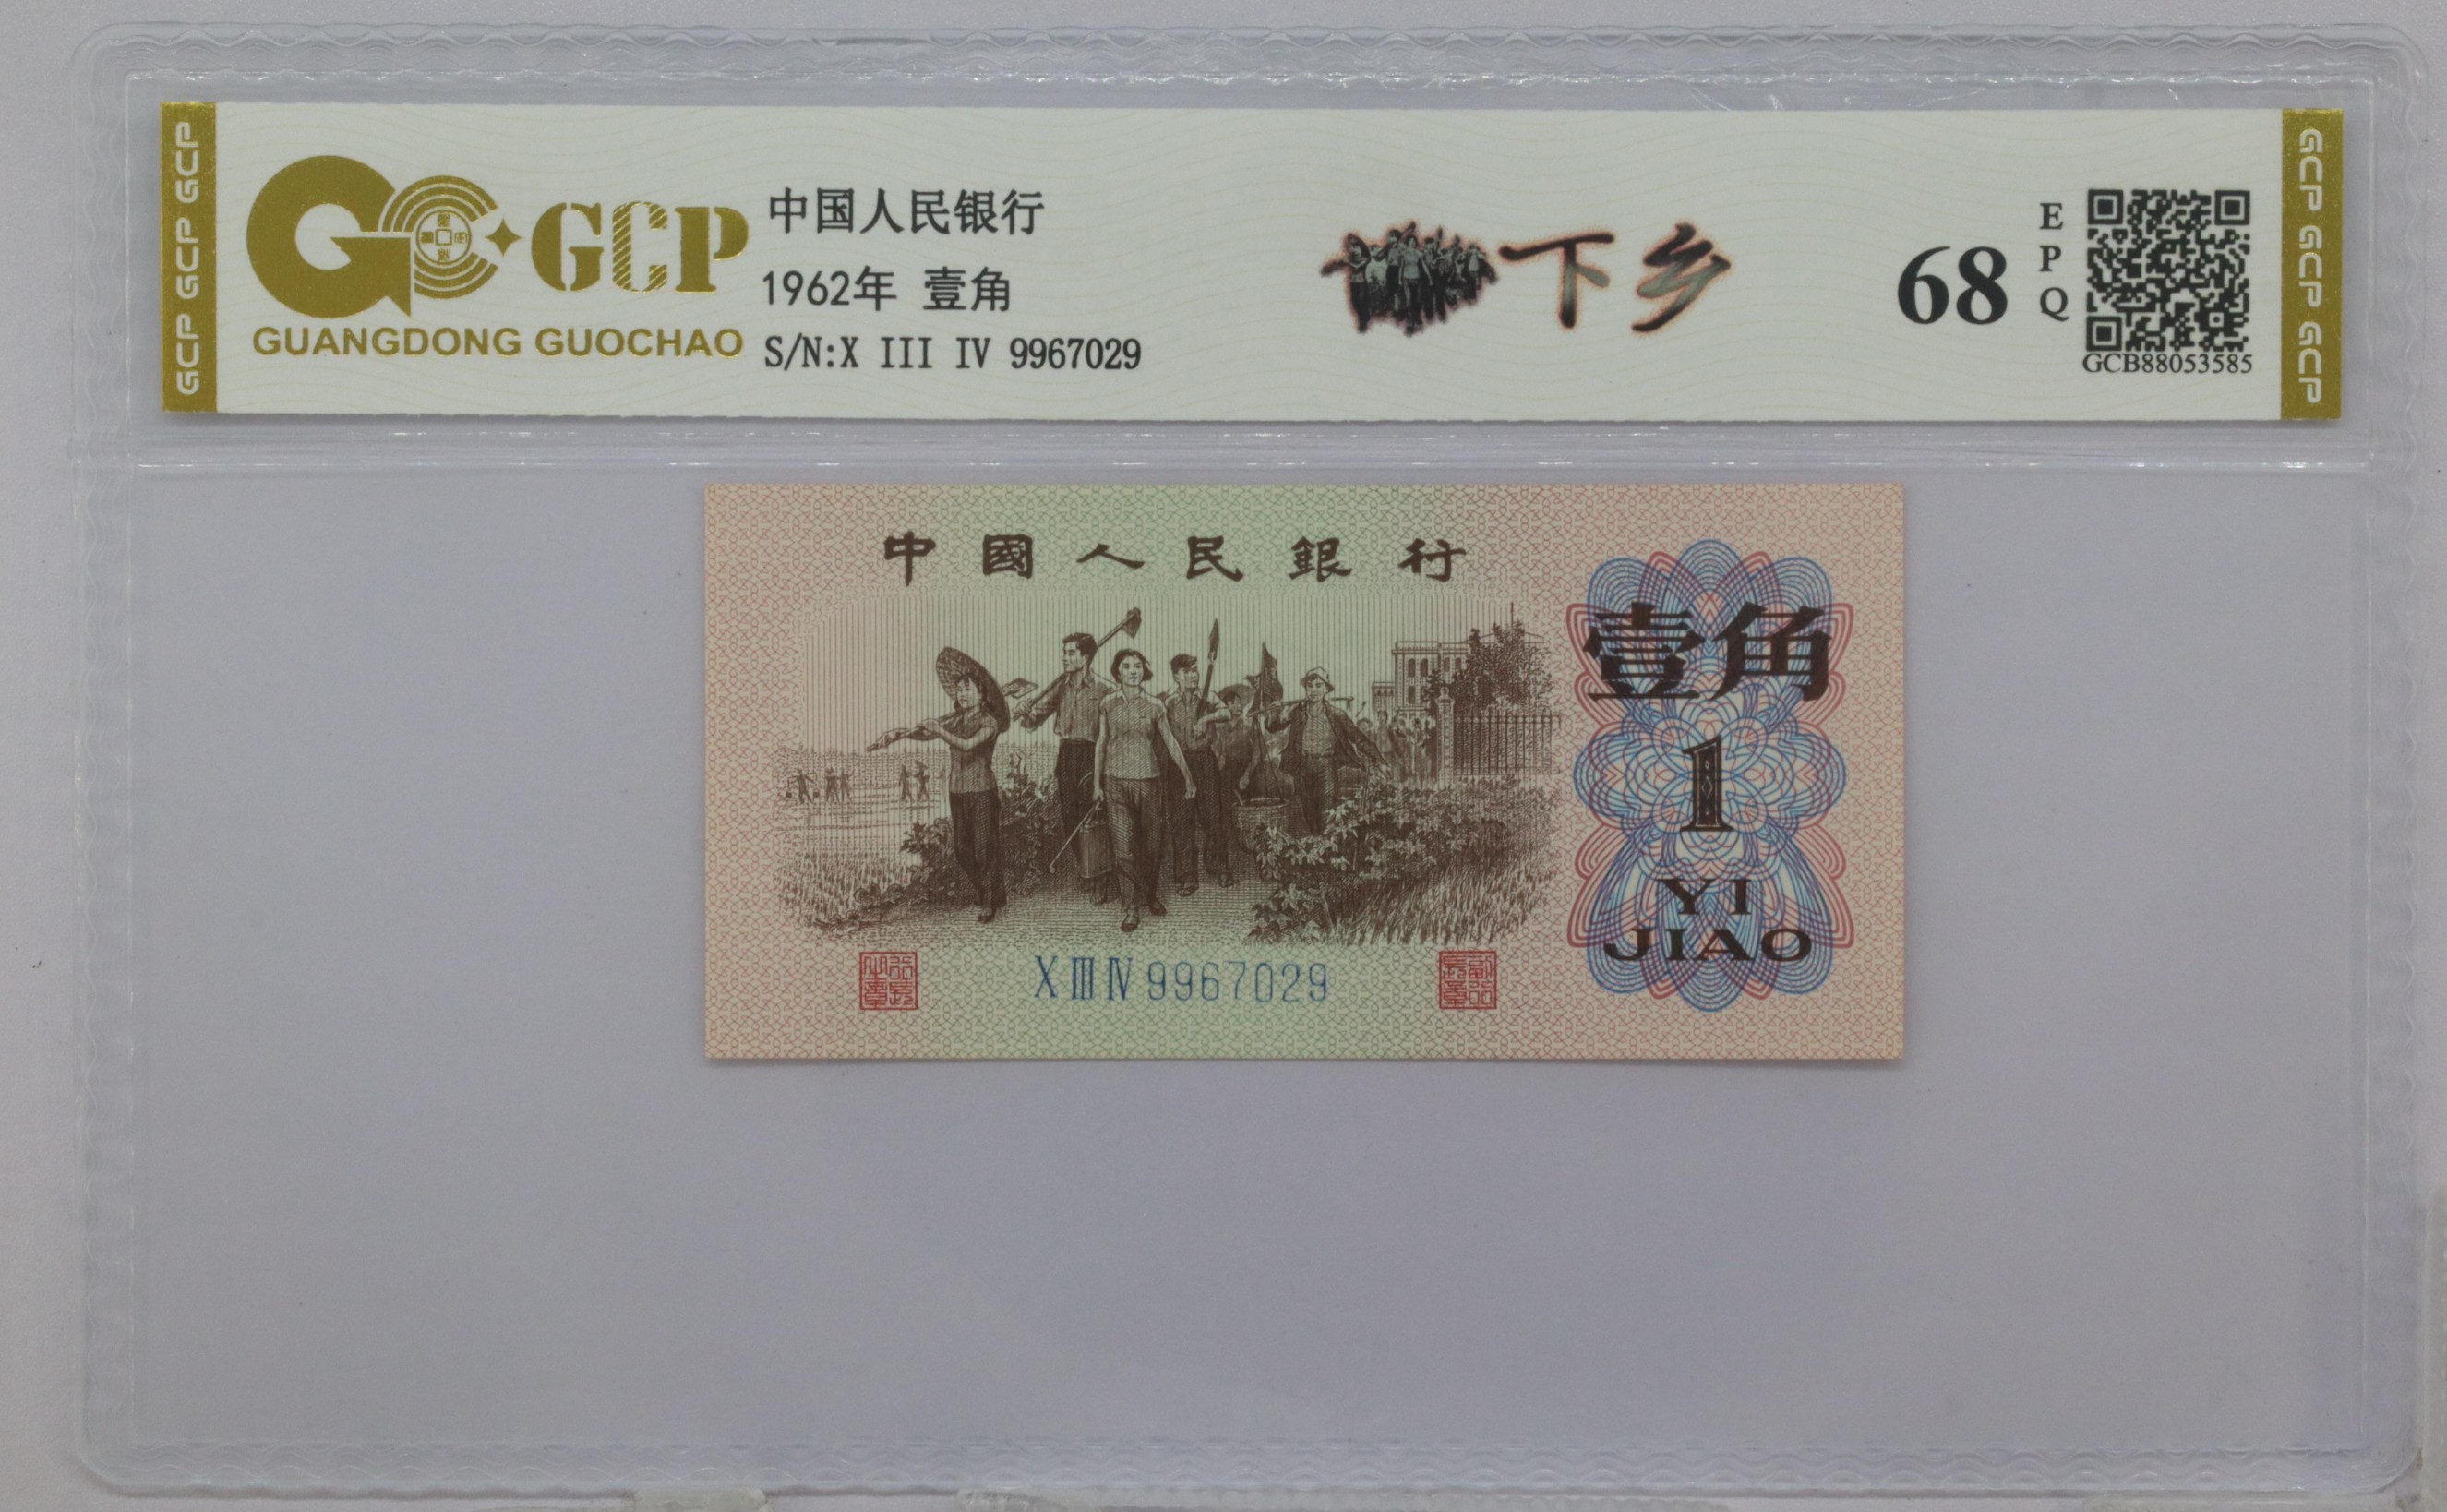 GCP GCP GCP
GCP
GUANGDONG GUOCHAO
中国人民银行
1962年 壹角
S/N:X III IV 9967029
下乡
68
EPQ
GCB88053585
GCP GCP GCP
中國人民銀行
壹角
1
YI
JIAO
X III IV 9967029